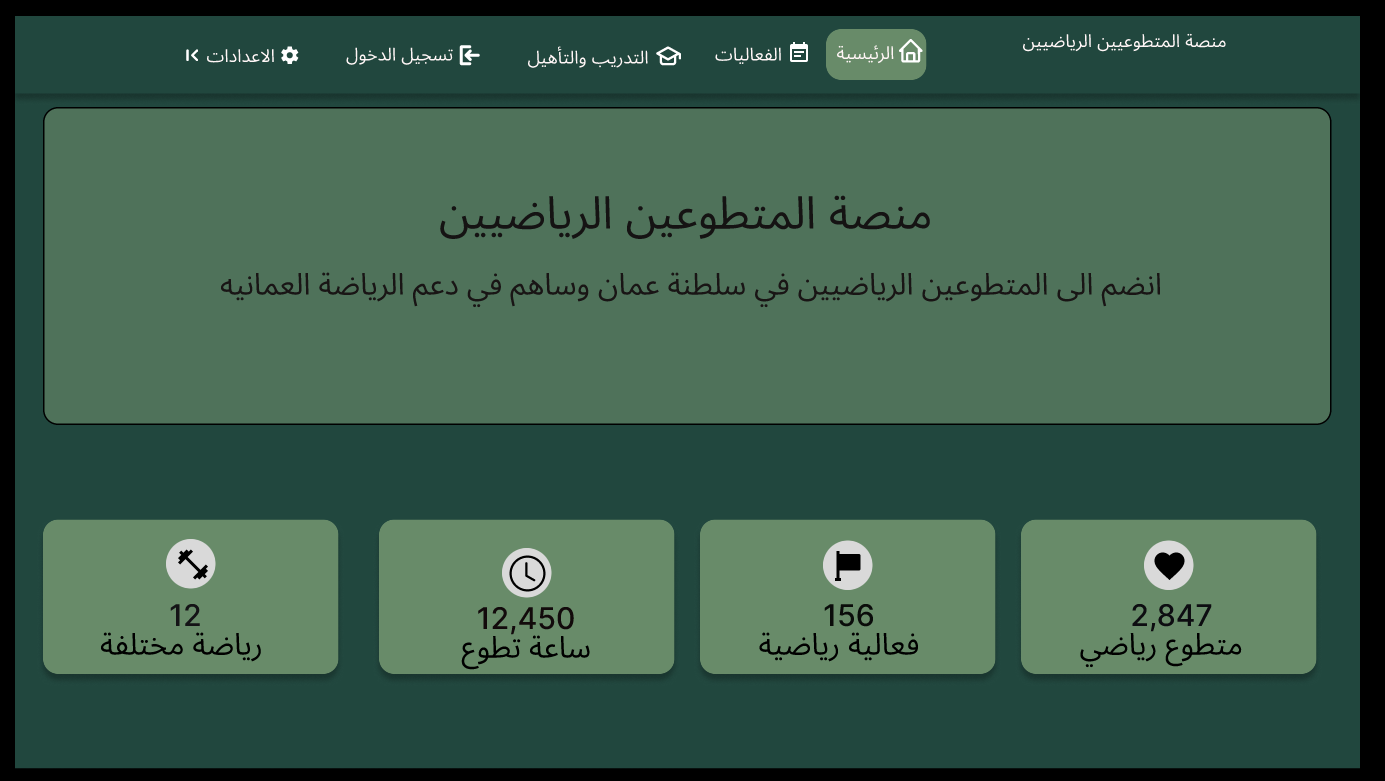 منصة المتطوعيين الرياضيين
الرئيسية
الفعاليات
التدريب والتأهيل
تسجيل الدخول
الاعدادات
منصة المتطوعين الرياضيين
انضم الى المتطوعين الرياضيين في سلطنة عمان وساهم في دعم الرياضة العمانيه
2,847
متطوع رياضي
156
فعالية رياضية
12,450
ساعة تطوع
12
رياضة مختلفة